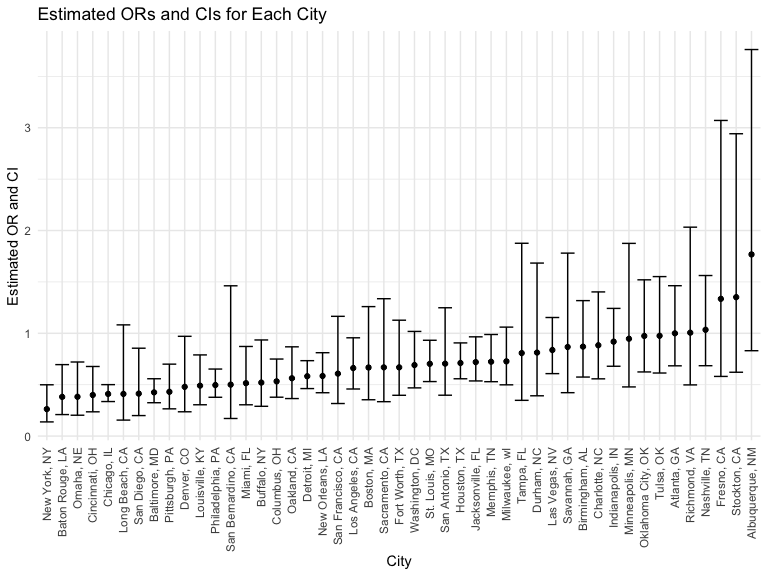 Estimated ORs and CIs for Each City
Estimated OR and CI
3
2
1
0
New York, NY
Baton Rouge, LA
Omaha, NE
Cincinnati, OH
Chicago, IL
Long Beach, CA
San Diego, CA
Baltimore, MD
Pittsburgh, PA
Denver, CO
Louisville, KY
Philadelphia, PA
San Bernardino, CA
Miami, FL
Buffalo, NY
Columbus, OH
Oakland, CA
Detroit, MI
New Orleans, LA
San Francisco, CA
Los Angeles, CA
Boston, MA
Sacramento, CA
Fort Worth, TX
Washington, DC
St. Louis, MO
San Antonio, TX
Houston, TX
Jacksonville, FL
Memphis, TN
Milwaukee, wI
Tampa, FL
Durham, NC
Las Vegas, NV
Savannah, GA
Birmingham, AL
Charlotte, NC
Indianapolis, IN
Minneapolis, MN
Oklahoma City, OK
Tulsa, OK
Atlanta, GA
Richmond, VA
Nashville, TN
Fresno, CA
Stockton, CA
Albuquerque, NM
City